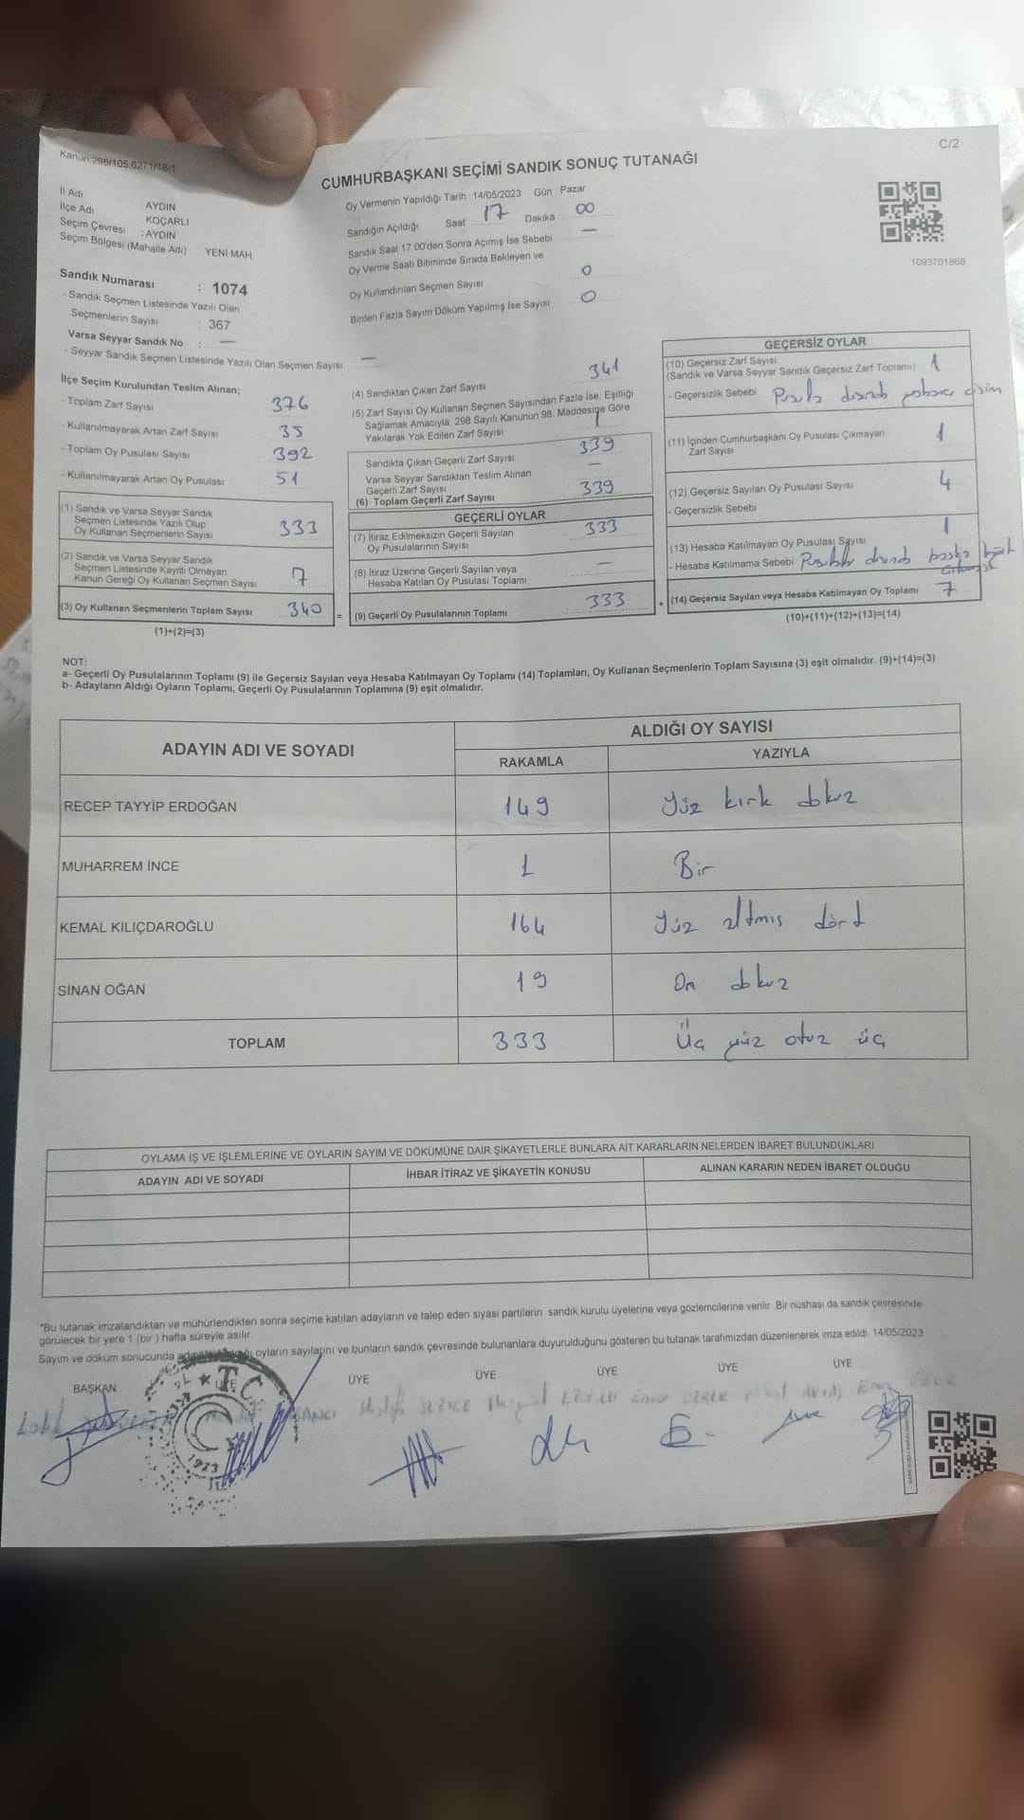 Kanun:298/105,6271/18/1
C/2
CUMHURBAŞKANI SEÇİMİ SANDIK SONUÇ TUTANAĞI
İl Adı AYDIN
İlçe Adı KOÇARLI
Seçim Çevresi :AYDIN
Seçim Bölgesi (Mahalle Adı) YENİ MAH
Oy Vermenin Yapıldığı Tarih :14/05/2023 Gün : Pazar
Sandığın Açıldığı Saat 17 Dakika 00
Sandık Saat 17.00'den Sonra Açımış İse Sebebi —
Oy Verme Saati Bitiminde Sırada Bekleyen ve
Oy Kullandırılan Seçmen Sayısı 0
Birden Fazla Sayım Döküm Yapılmış İse Sayısı 0
1093701868
Sandık Numarası : 1074
- Sandık Seçmen Listesinde Yazılı Olan
Seçmenlerin Sayısı : 367
Varsa Seyyar Sandık No : —
- Seyyar Sandık Seçmen Listesinde Yazılı Olan Seçmen Sayısı —
İlçe Seçim Kurulundan Teslim Alınan;
- Toplam Zarf Sayısı 376
- Kullanılmayarak Artan Zarf Sayısı 35
- Toplam Oy Pusulası Sayısı 392
- Kullanılmayarak Artan Oy Pusulası 51
(1) Sandık ve Varsa Seyyar Sandık
Seçmen Listesinde Yazılı Olup
Oy Kullanan Seçmenlerin Sayısı 333
(2) Sandık ve Varsa Seyyar Sandık
Seçmen Listesinde Kayıtlı Olmayan
Kanun Gereği Oy Kullanan Seçmen Sayısı 7
(3) Oy Kullanan Seçmenlerin Toplam Sayısı 340 =
(1)+(2)=(3)
(4) Sandıktan Çıkan Zarf Sayısı 341
(5) Zarf Sayısı Oy Kullanan Seçmen Sayısından Fazla İse, Eşitliği
Sağlamak Amacıyla, 298 Sayılı Kanunun 98. Maddesine Göre
Yakılarak Yok Edilen Zarf Sayısı 1
Sandıkta Çıkan Geçerli Zarf Sayısı 339
Varsa Seyyar Sandıktan Teslim Alınan
Geçerli Zarf Sayısı —
(6) Toplam Geçerli Zarf Sayısı 339
GEÇERLİ OYLAR
(7) İtiraz Edilmeksizin Geçerli Sayılan
Oy Pusulalarının Sayısı 333
(8) İtiraz Üzerine Geçerli Sayılan veya
Hesaba Katılan Oy Pusulası Toplamı —
(9) Geçerli Oy Pusulalarının Toplamı 333 +
GEÇERSİZ OYLAR
(10) Geçersiz Zarf Sayısı
(Sandık ve Varsa Seyyar Sandık Geçersiz Zarf Toplamı) 1
- Geçersizlik Sebebi Pusula dışında
(11) İçinden Cumhurbaşkanı Oy Pusulası Çıkmayan
Zarf Sayısı 1
(12) Geçersiz Sayılan Oy Pusulası Sayısı 4
- Geçersizlik Sebebi
(13) Hesaba Katılmayan Oy Pusulası Sayısı 1
- Hesaba Katılmama Sebebi dışında başka
(14) Geçersiz Sayılan veya Hesaba Katılmayan Oy Toplamı 7
(10)+(11)+(12)+(13)=(14)
NOT:
a- Geçerli Oy Pusulalarının Toplamı (9) ile Geçersiz Sayılan veya Hesaba Katılmayan Oy Toplamı (14) Toplamları, Oy Kullanan Seçmenlerin Toplam Sayısına (3) eşit olmalıdır. (9)+(14)=(3)
b- Adayların Aldığı Oyların Toplamı, Geçerli Oy Pusulalarının Toplamına (9) eşit olmalıdır.
ADAYIN ADI VE SOYADI
ALDIĞI OY SAYISI
RAKAMLA YAZIYLA
RECEP TAYYİP ERDOĞAN 149 Yüz kırk dokuz
MUHARREM İNCE 1 Bir
KEMAL KILIÇDAROĞLU 164 Yüz altmış dört
SİNAN OĞAN 19 On dokuz
TOPLAM 333 Üç yüz otuz üç
OYLAMA İŞ VE İŞLEMLERİNE VE OYLARIN SAYIM VE DÖKÜMÜNE DAİR ŞİKAYETLERLE BUNLARA AİT KARARLARIN NELERDEN İBARET BULUNDUKLARI
ADAYIN ADI VE SOYADI İHBAR İTİRAZ VE ŞİKAYETİN KONUSU ALINAN KARARIN NEDEN İBARET OLDUĞU
*Bu tutanak imzalandıktan ve mühürlendikten sonra seçime katılan adayların ve talep eden siyasi partilerin sandık kurulu üyelerine veya gözlemcilerine verilir. Bir nüshası da sandık çevresinde
görülecek bir yere 1 (bir) hafta süreyle asılır.
Sayım ve döküm sonucunda oyların sayılarını ve bunların sandık çevresinde bulunanlara duyurulduğunu gösteren bu tutanak tarafımızdan düzenlenerek imza edildi. 14/05/2023
BAŞKAN ÜYE ÜYE ÜYE ÜYE ÜYE ÜYE
T.C.
1923